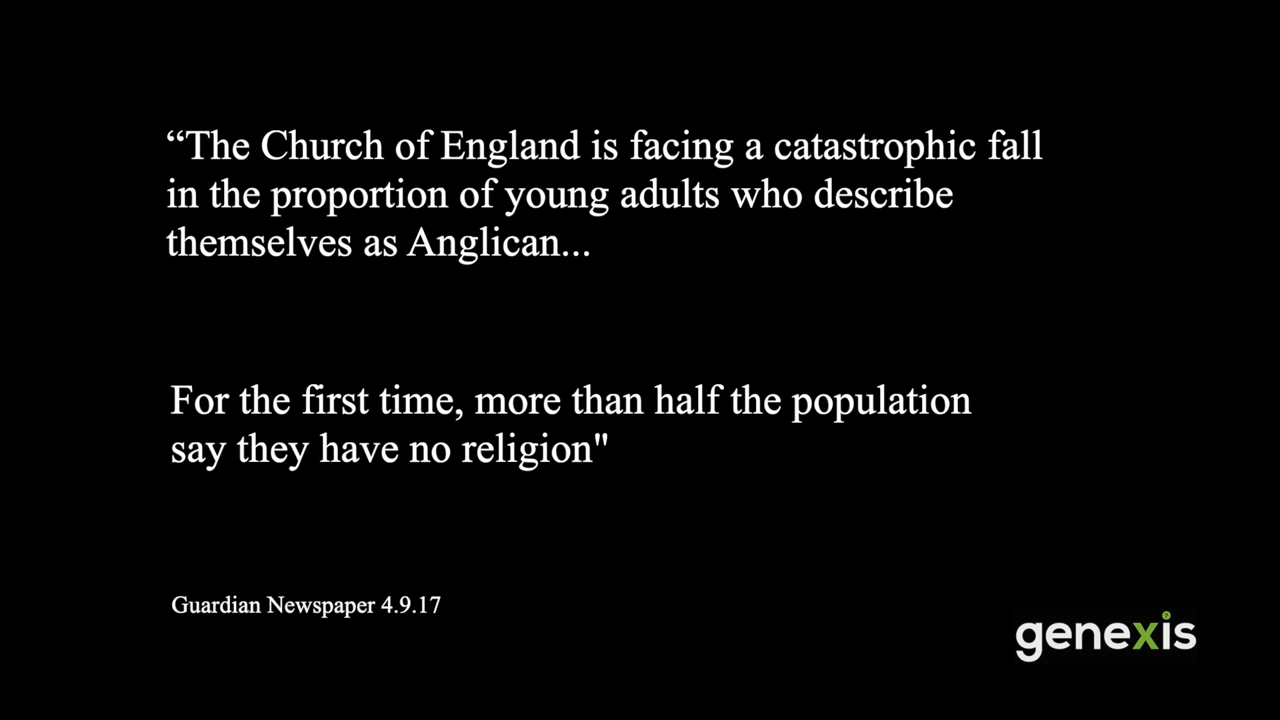 “The Church of England is facing a catastrophic fall
in the proportion of young adults who describe
themselves as Anglican...
For the first time, more than half the population
say they have no religion"
Guardian Newspaper 4.9.17
genexis